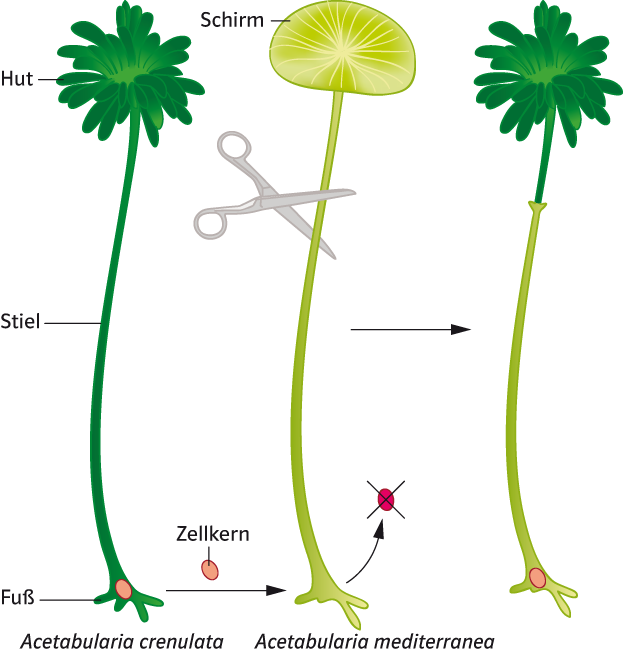 Schirm
Hut
Stiel
Zellkern
Fuß
Acetabularia crenulata
Acetabularia mediterranea